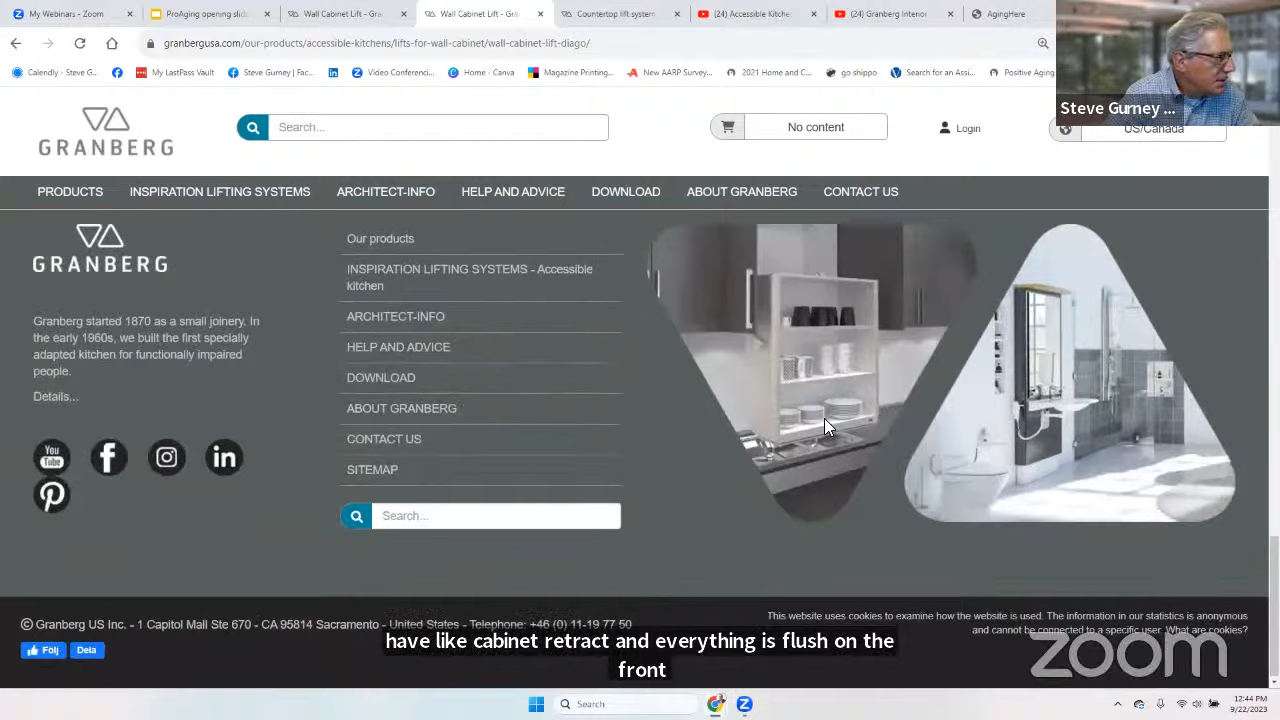 My Webinars - Zoom
ProAging opening slide
Wall Cabinet Lift - Gra
Wall Cabinet Lift - Gra
Countertop lift system
(24) Accessible Kitche
(24) Granberg Interio
AgingHere
granbergusa.com/our-products/accessible-kitchens/lifts-for-wall-cabinet/wall-cabinet-lift-diago/
Calendly - Steve G...
My LastPass Vault
Steve Gurney | Fac...
Video Conferenci...
Home - Canva
Magazine Printing,...
New AARP Survey...
2021 Home and C...
go shippo
Search for an Assi...
Positive Aging
Steve Gurney ...
GRANBERG
Search...
No content
Login
US/Canada
PRODUCTS
INSPIRATION LIFTING SYSTEMS
ARCHITECT-INFO
HELP AND ADVICE
DOWNLOAD
ABOUT GRANBERG
CONTACT US
GRANBERG
Granberg started 1870 as a small joinery. In
the early 1960s, we built the first specially
adapted kitchen for functionally impaired
people.
Details...
You
Tube
Our products
INSPIRATION LIFTING SYSTEMS - Accessible
kitchen
ARCHITECT-INFO
HELP AND ADVICE
DOWNLOAD
ABOUT GRANBERG
CONTACT US
SITEMAP
Search...
© Granberg US Inc. - 1 Capitol Mall Ste 670 - CA 95814 Sacramento - United States - Telephone: +46 (0) 11-19 77 50
Följ
Dela
This website uses cookies to examine how the website is used. The information in our statistics is anonymous
and cannot be connected to a specific user. What are cookies?
have like cabinet retract and everything is flush on the
front
zoom
Search
12:44 PM
9/22/2023